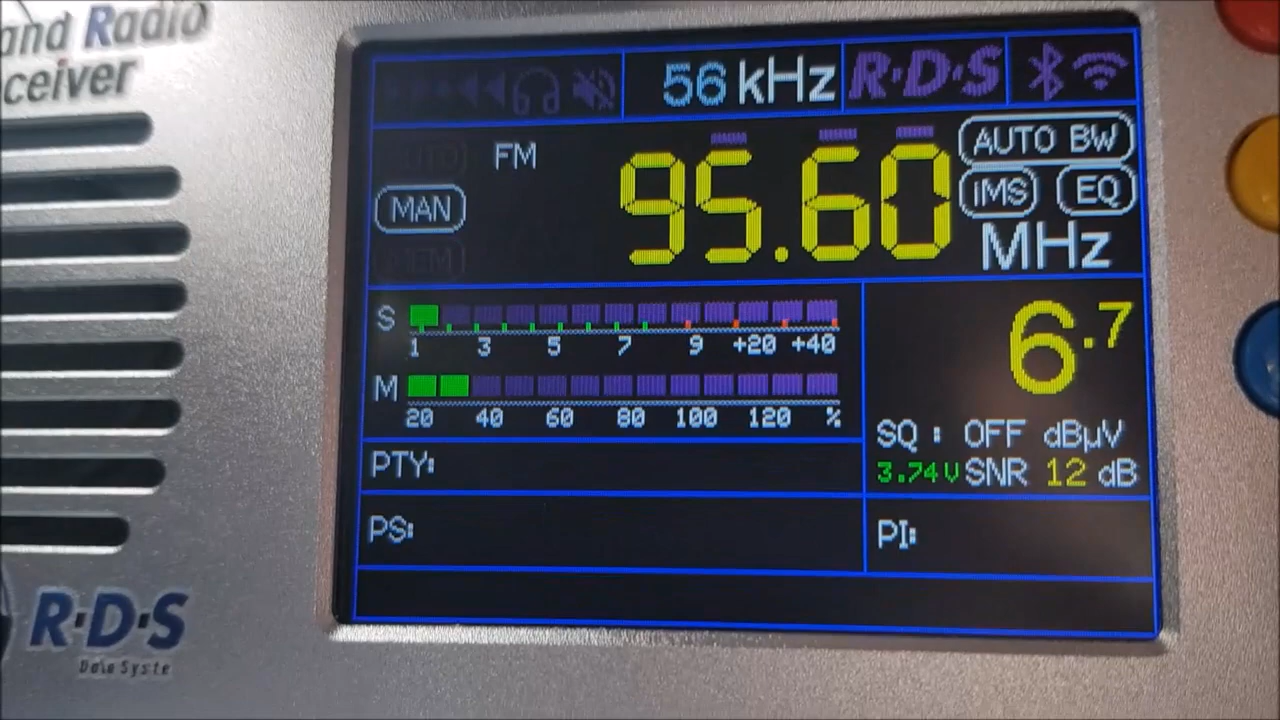 and Radio
ceiver
56 kHz R·D·S
FM 95.60 MHz
AUTO BW
MAN
iMS EQ
S
1 3 5 7 9 +20 +40
M
20 40 60 80 100 120 %
6.7
SQ : OFF dBµV
3.74V SNR 12 dB
PTY:
PS:
PI:
R·D·S
Data Syste